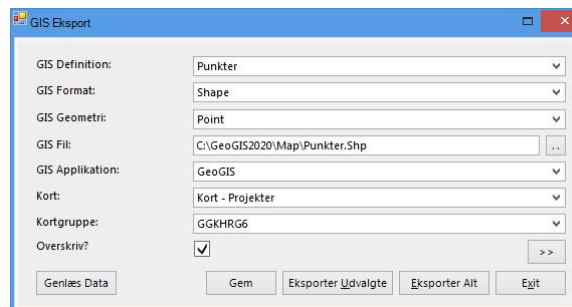 GIS Eksport
GIS Definition: Punkter
GIS Format: Shape
GIS Geometri: Point
GIS Fil: C:\GeoGIS2020\Map\Punkter.Shp ..
GIS Applikation: GeoGIS
Kort: Kort - Projekter
Kortgruppe: GGKHRG6
Overskriv? >>
Genlæs Data Gem Eksporter Udvalgte Eksporter Alt Exit